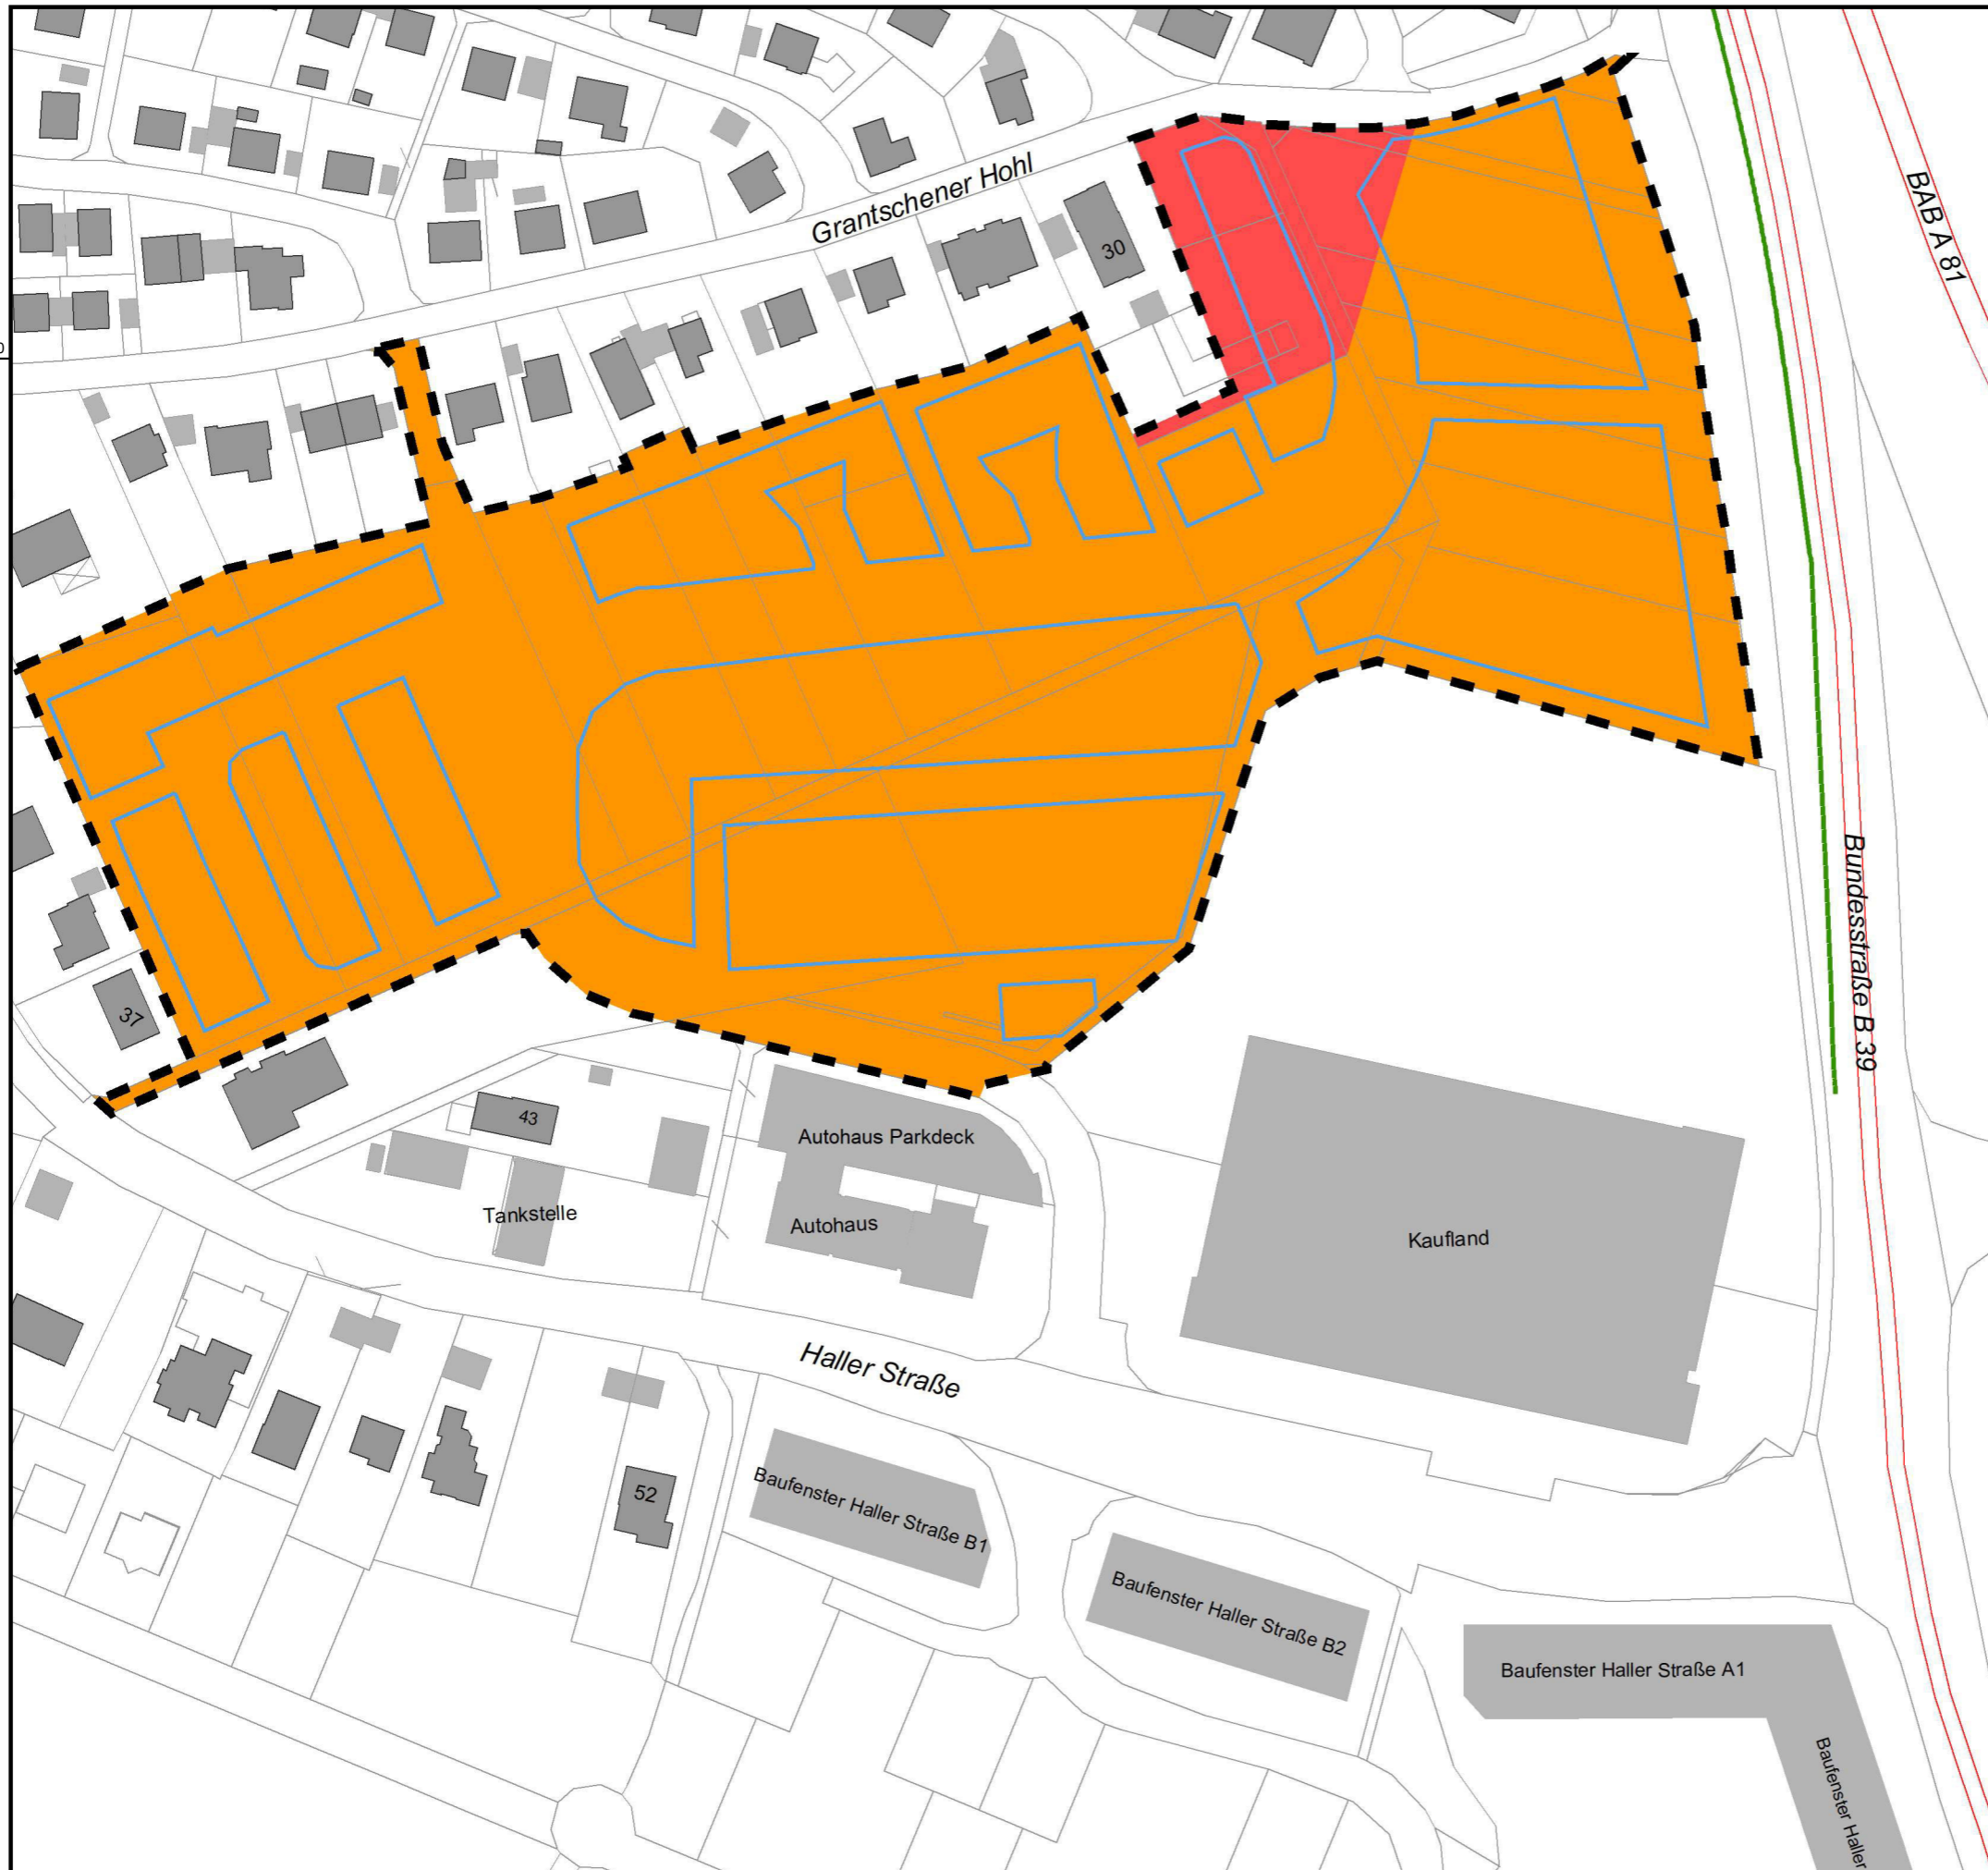 Grantschener Hohl
30
BAB A 81
0
37
Bundesstraße B 39
43
Autohaus Parkdeck
Tankstelle
Autohaus
Kaufland
Haller Straße
52
Baufenster Haller Straße B1
Baufenster Haller Straße B2
Baufenster Haller Straße A1
Baufenster Haller